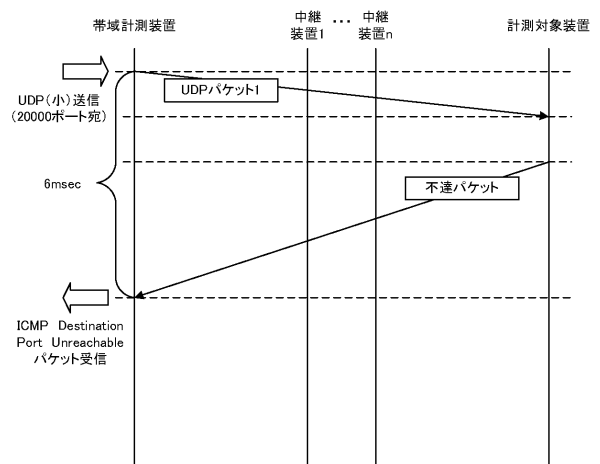 帯域計測装置
中継
装置1
･･･
中継
装置n
計測対象装置
UDP(小)送信
(20000ポート宛)
UDPパケット1
6msec
不達パケット
ICMP Destination
Port Unreachable
パケット受信